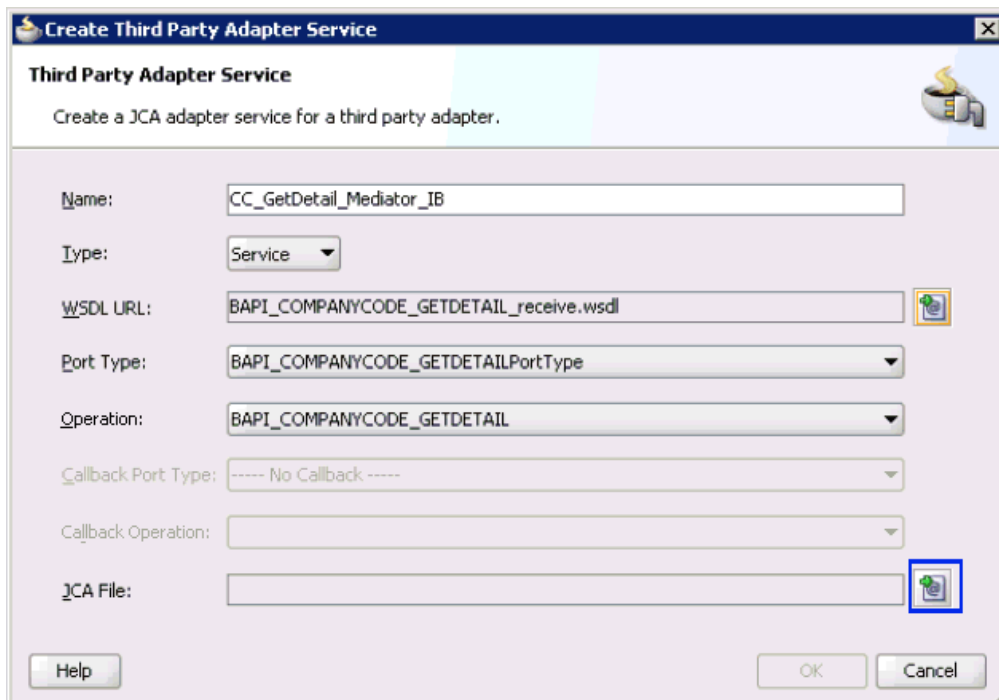 Create Third Party Adapter Service
Third Party Adapter Service
Create a JCA adapter service for a third party adapter.
Name: CC_GetDetail_Mediator_IB
Type: Service
WSDL URL: BAPI_COMPANYCODE_GETDETAIL_receive.wsdl
Port Type: BAPI_COMPANYCODE_GETDETAILPortType
Operation: BAPI_COMPANYCODE_GETDETAIL
Callback Port Type: ----- No Callback -----
Callback Operation:
JCA File:
Help OK Cancel